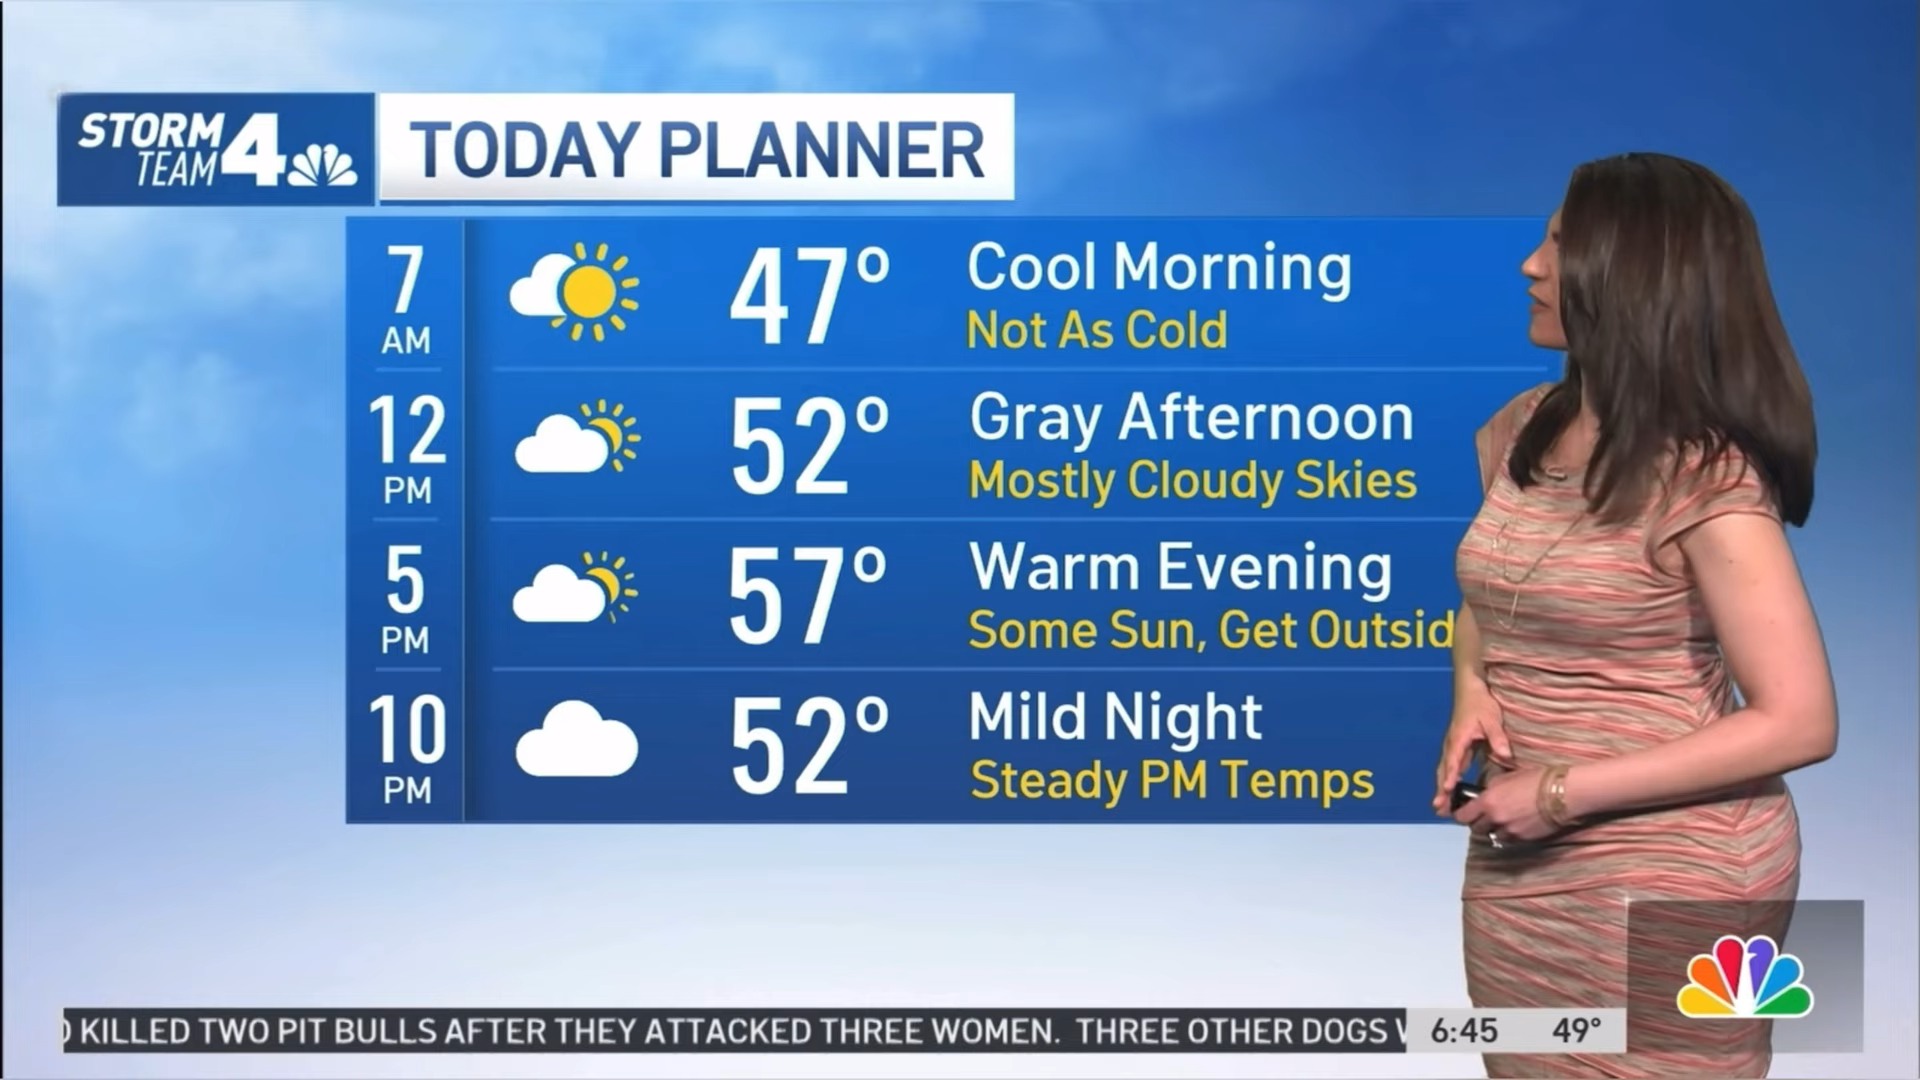 STORM
TEAM 4
TODAY PLANNER
7
AM
47°
Cool Morning
Not As Cold
12
PM
52°
Gray Afternoon
Mostly Cloudy Skies
5
PM
57°
Warm Evening
Some Sun, Get Outsid
10
PM
52°
Mild Night
Steady PM Temps
KILLED TWO PIT BULLS AFTER THEY ATTACKED THREE WOMEN. THREE OTHER DOGS
6:45 49°